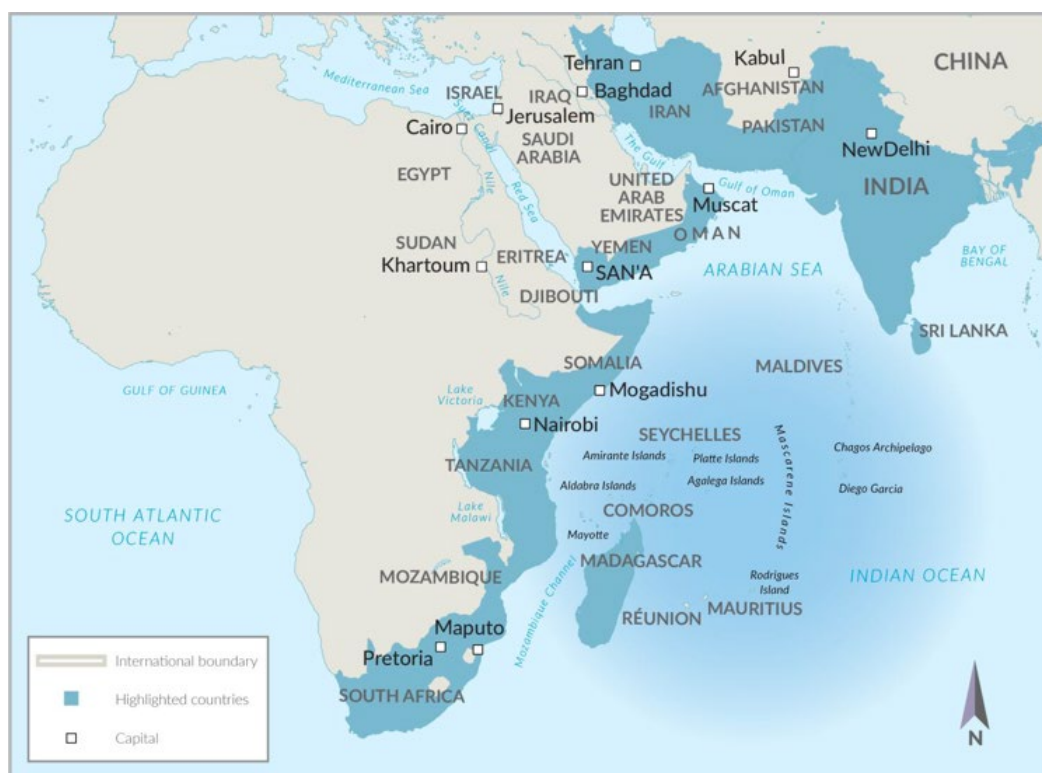 CHINA
Kabul
AFGHANISTAN
Tehran
Mediterranean Sea
ISRAEL
IRAQ
Baghdad
IRAN
Jerusalem
PAKISTAN
Cairo
Suez Canal
SAUDI
ARABIA
NewDelhi
The Gulf
EGYPT
Nile
Red Sea
UNITED
ARAB
EMIRATES
Gulf of Oman
INDIA
Muscat
OMAN
SUDAN
Khartoum
ERITREA
YEMEN
SAN'A
ARABIAN SEA
BAY OF
BENGAL
Nile
DJIBOUTI
SRI LANKA
SOMALIA
MALDIVES
GULF OF GUINEA
Lake
Victoria
KENYA
Mogadishu
Nairobi
SEYCHELLES
Mascarene Islands
Amirante Islands
Platte Islands
Chagos Archipelago
TANZANIA
Aldabra Islands
Agalega Islands
Diego Garcia
SOUTH ATLANTIC
OCEAN
Lake
Malawi
COMOROS
Mayotte
MADAGASCAR
MOZAMBIQUE
Mozambique Channel
Rodrigues
Island
INDIAN OCEAN
RÉUNION
MAURITIUS
Maputo
Pretoria
SOUTH AFRICA
International boundary
Highlighted countries
Capital
N